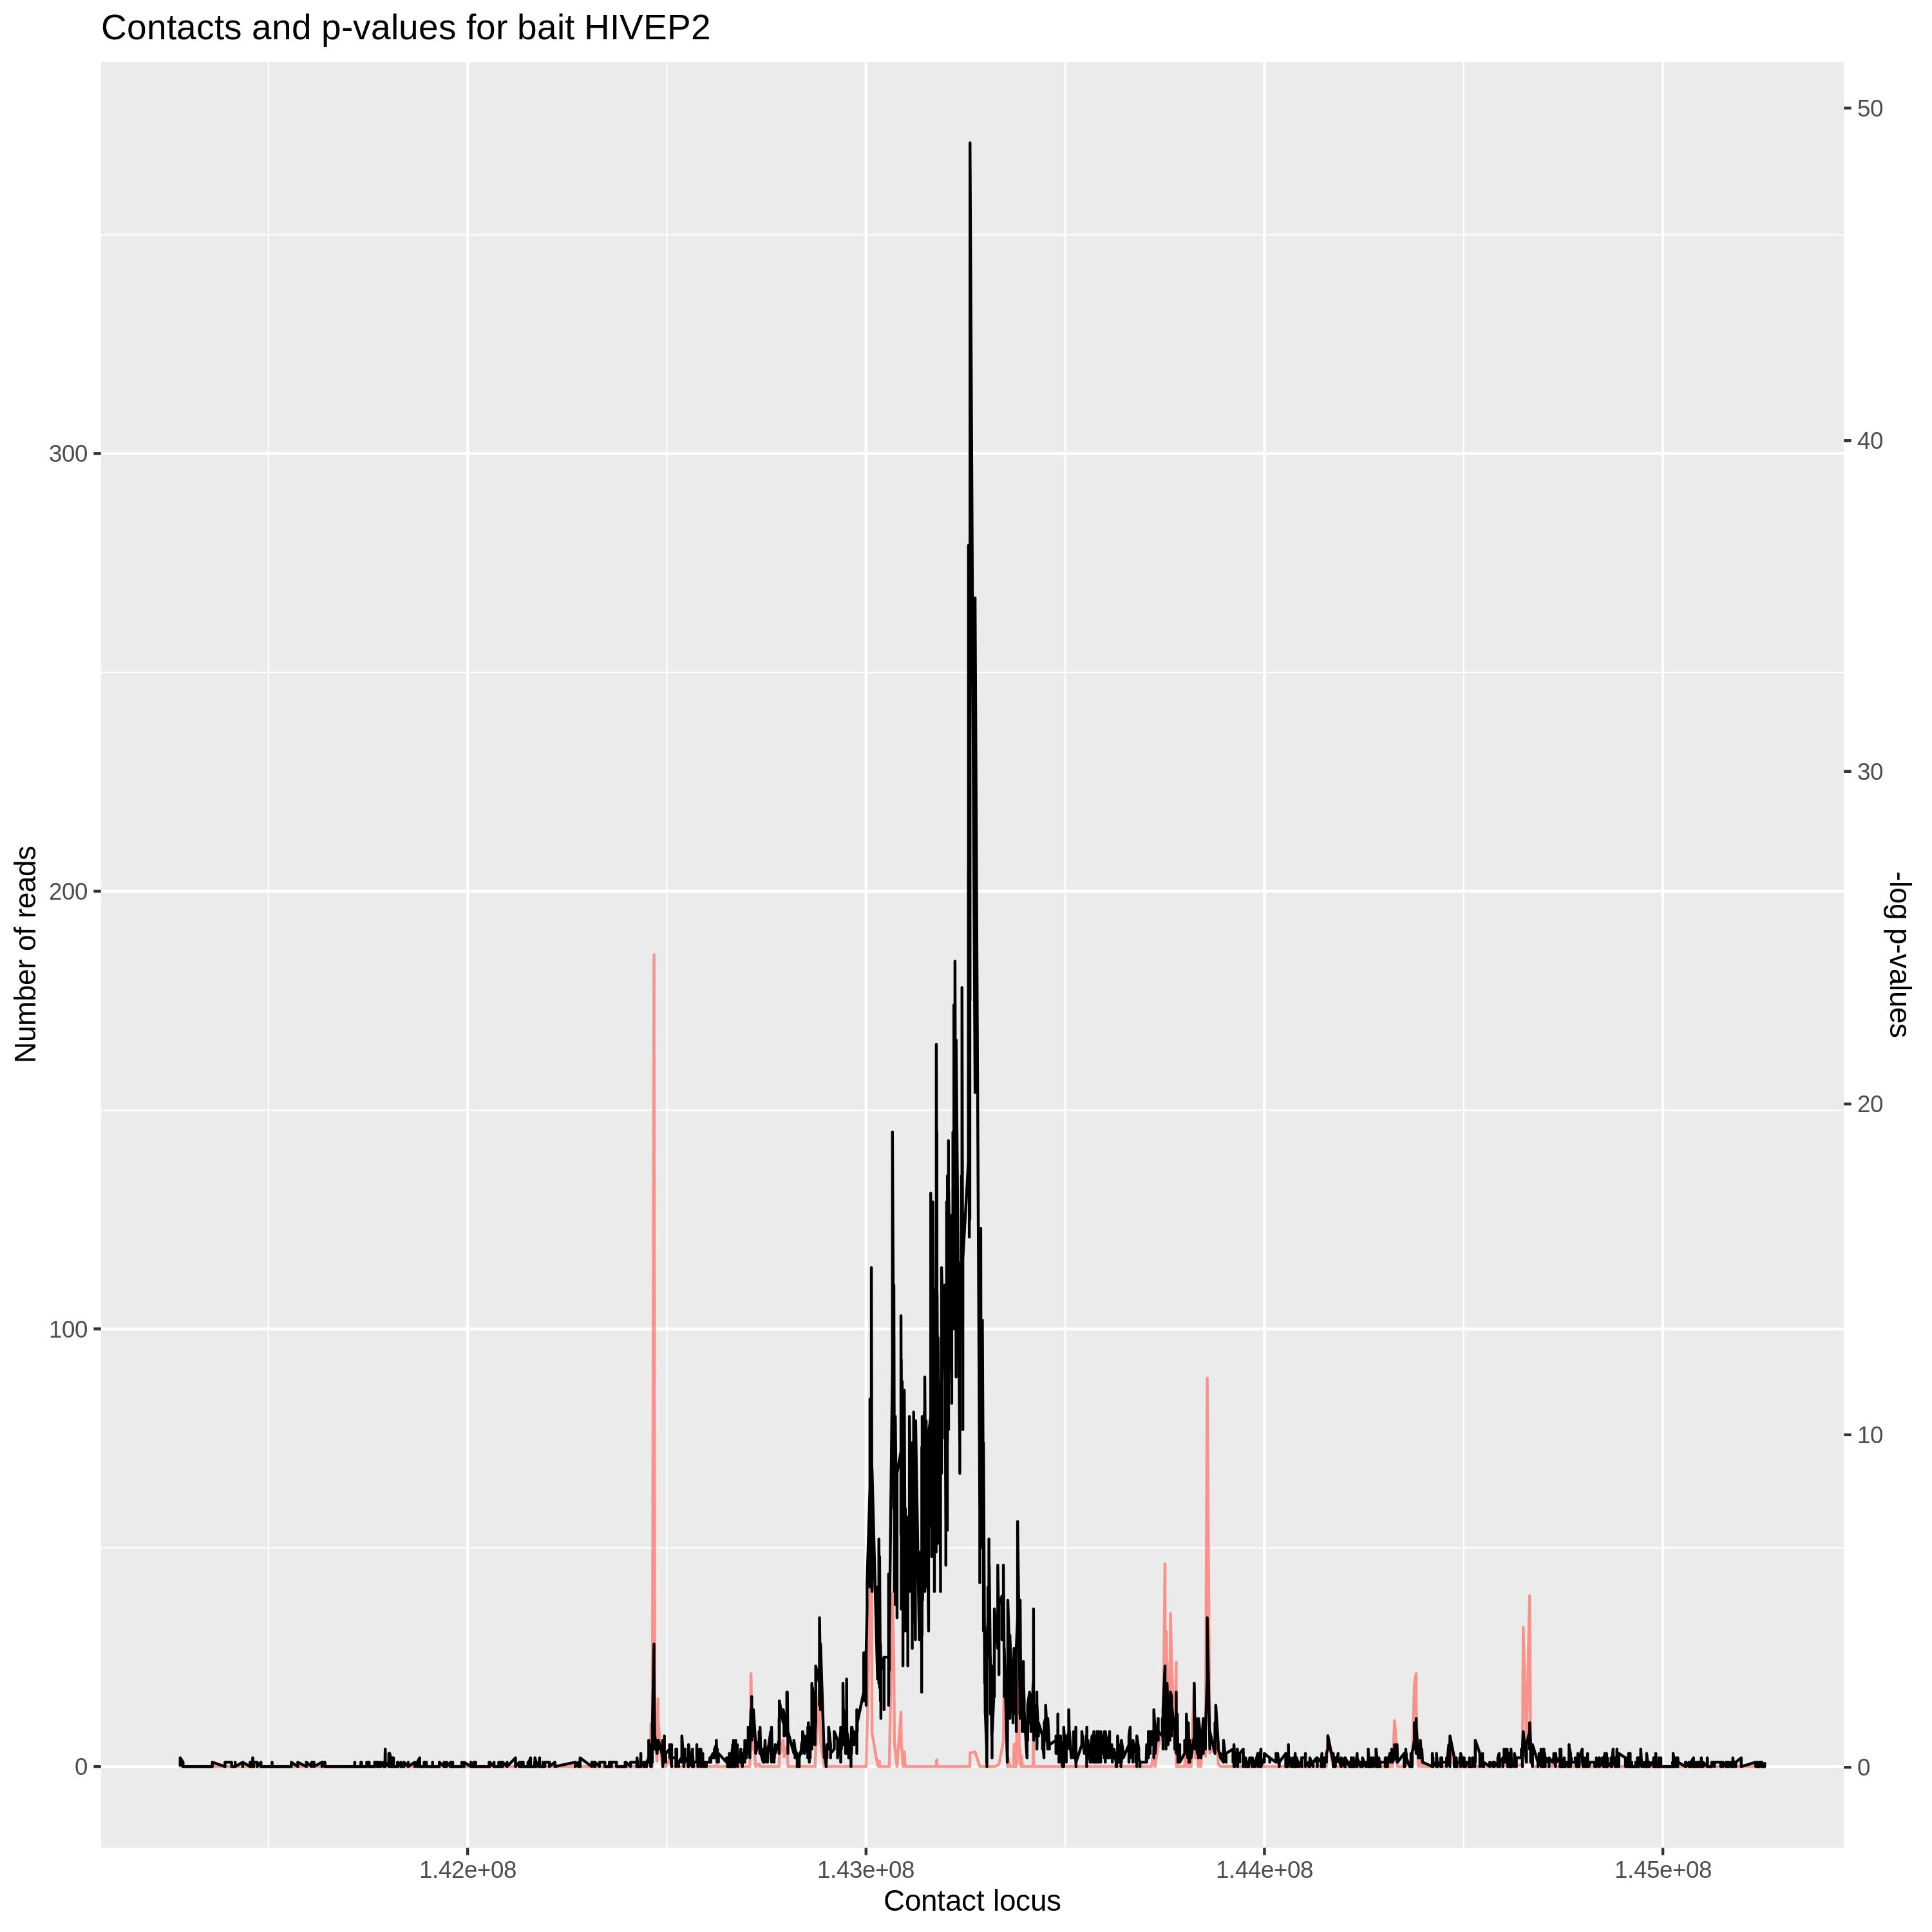 Contacts and p-values for bait HIVEP2
Number of reads
300
200
100
0
50
40
30
20
10
0
-log p-values
1.42e+08
1.43e+08
1.44e+08
1.45e+08
Contact locus